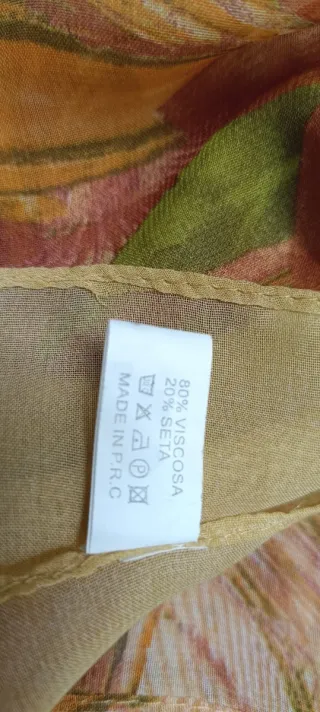 80% VISCOSA
20% SETA
P
MADE IN P.R.C